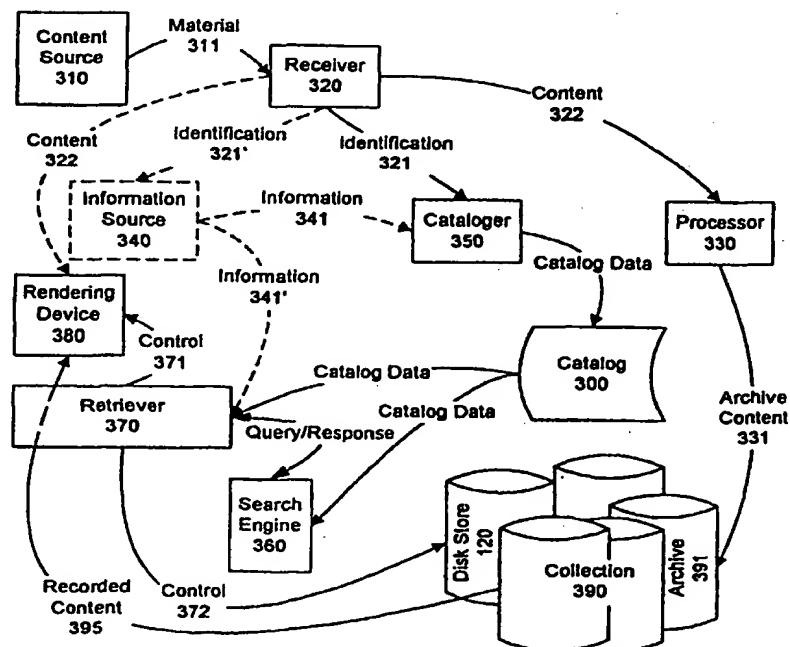 Content
Source
310
Material
311
Receiver
320
Content
322
Content
322
Identification
321'
Identification
321
Information
Source
340
Information
341
Cataloger
350
Processor
330
Information
341'
Catalog Data
Rendering
Device
380
Control
371
Catalog
300
Catalog Data
Catalog Data
Archive
Content
331
Retriever
370
Query/Response
Search
Engine
360
Disk Store
120
Collection
390
Archive
391
Recorded
Content
395
Control
372